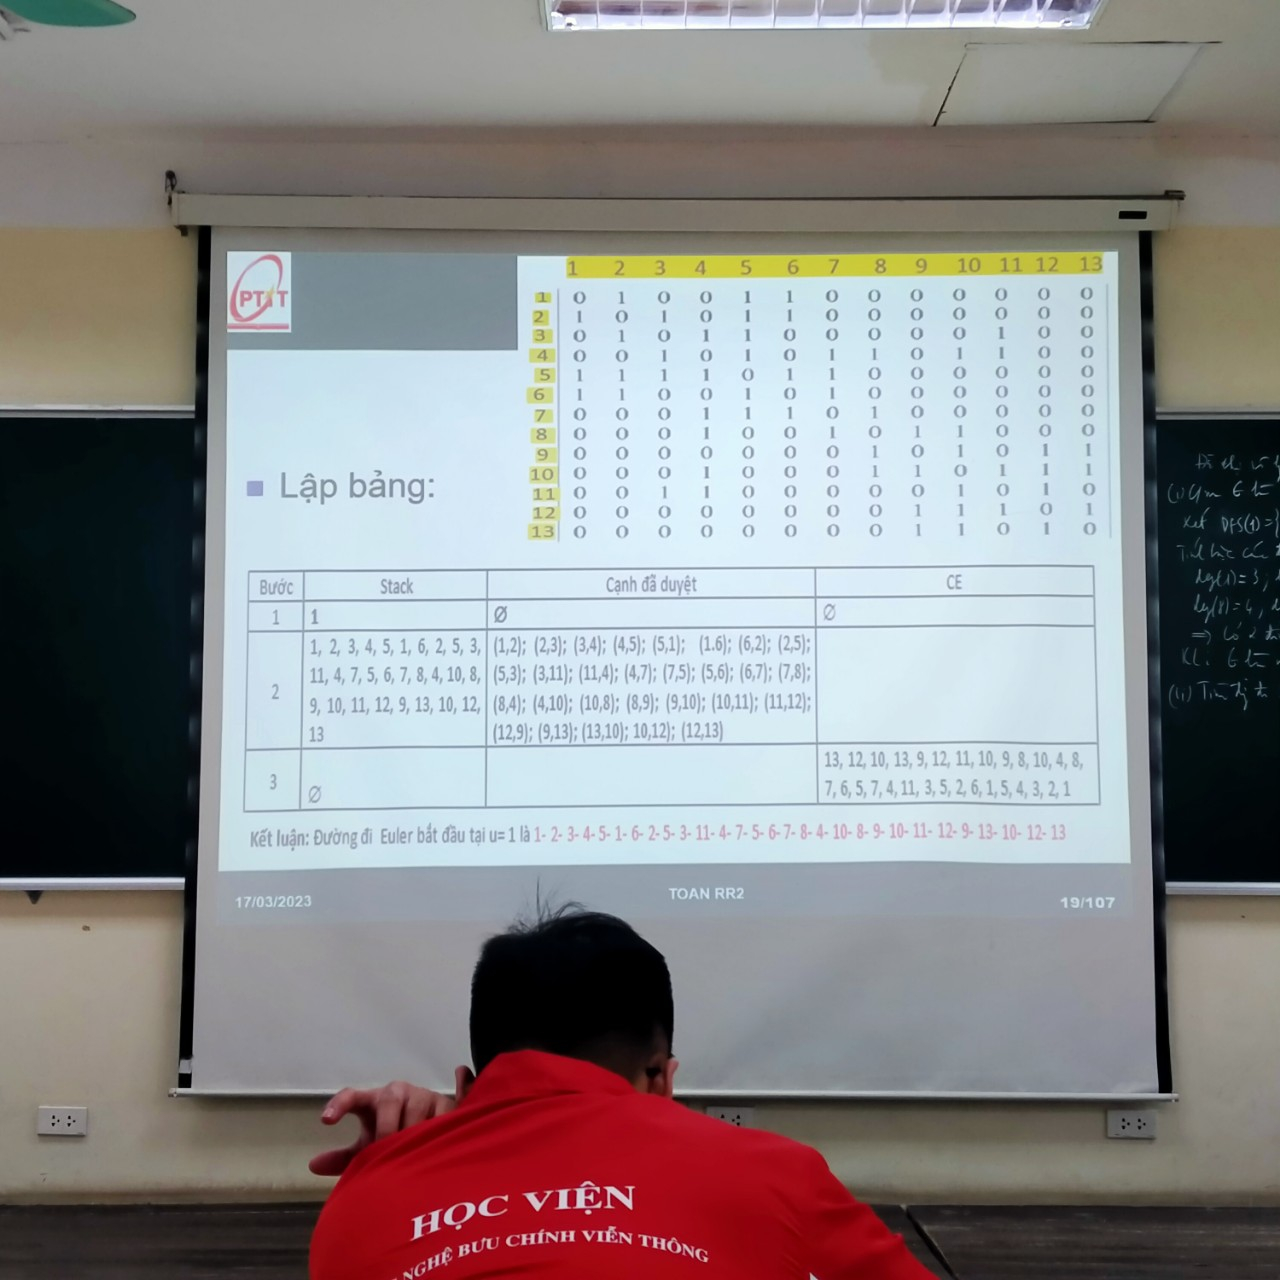 PTIT
1 2 3 4 5 6 7 8 9 10 11 12 13
1 0 1 0 0 1 1 0 0 0 0 0 0 0
2 1 0 1 0 1 1 0 0 0 0 0 0 0
3 0 1 0 1 1 0 0 0 0 0 1 0 0
4 0 0 1 0 1 0 1 1 0 1 1 0 0
5 1 1 1 1 0 1 1 0 0 0 0 0 0
6 1 1 0 0 1 0 1 0 0 0 0 0 0
7 0 0 0 1 1 1 0 1 0 0 0 0 0
8 0 0 0 1 0 0 1 0 1 1 0 0 0
9 0 0 0 0 0 0 0 1 0 1 0 1 1
10 0 0 0 1 0 0 0 1 1 0 1 1 1
11 0 0 1 1 0 0 0 0 0 1 0 1 0
12 0 0 0 0 0 0 0 0 1 1 1 0 1
13 0 0 0 0 0 0 0 0 1 1 0 1 0
Lập bảng:
Bước Stack Cạnh đã duyệt CE
1 1 Ø Ø
2
1, 2, 3, 4, 5, 1, 6, 2, 5, 3,
11, 4, 7, 5, 6, 7, 8, 4, 10, 8,
9, 10, 11, 12, 9, 13, 10, 12,
13
(1,2); (2,3); (3,4); (4,5); (5,1); (1.6); (6,2); (2,5);
(5,3); (3,11); (11,4); (4,7); (7,5); (5,6); (6,7); (7,8);
(8,4); (4,10); (10,8); (8,9); (9,10); (10,11); (11,12);
(12,9); (9,13); (13,10); 10,12); (12,13)
3 Ø
13, 12, 10, 13, 9, 12, 11, 10, 9, 8, 10, 4, 8,
7, 6, 5, 7, 4, 11, 3, 5, 2, 6, 1, 5, 4, 3, 2, 1
Kết luận: Đường đi Euler bắt đầu tại u= 1 là 1- 2- 3- 4- 5- 1- 6- 2- 5- 3- 11- 4- 7- 5- 6- 7- 8- 4- 10- 8- 9- 10- 11- 12- 9- 13- 10- 12- 13
17/03/2023 TOAN RR2 19/107
(i)
DFS(1)=
deg(1)=3,
deg(8)=4,
⇒ Có 2
KL: G
(ii)
HỌC VIỆN
NGHỆ BƯU CHÍNH VIỄN THÔNG